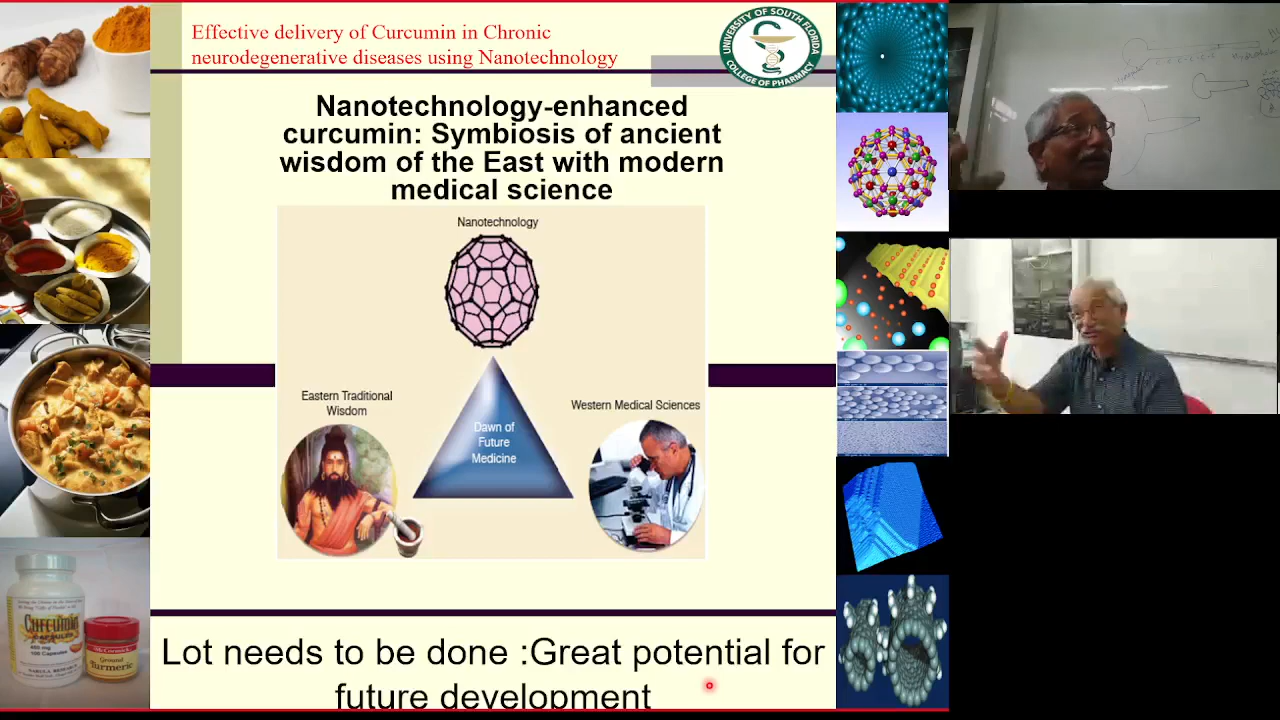 Effective delivery of Curcumin in Chronic
neurodegenerative diseases using Nanotechnology
UNIVERSITY OF SOUTH FLORIDA
COLLEGE OF PHARMACY
Nanotechnology-enhanced
curcumin: Symbiosis of ancient
wisdom of the East with modern
medical science
Nanotechnology
Eastern Traditional
Wisdom
Western Medical Sciences
Dawn of
Future
Medicine
Curcumin
CAPSULES
Ground
Turmeric
Lot needs to be done :Great potential for
future development